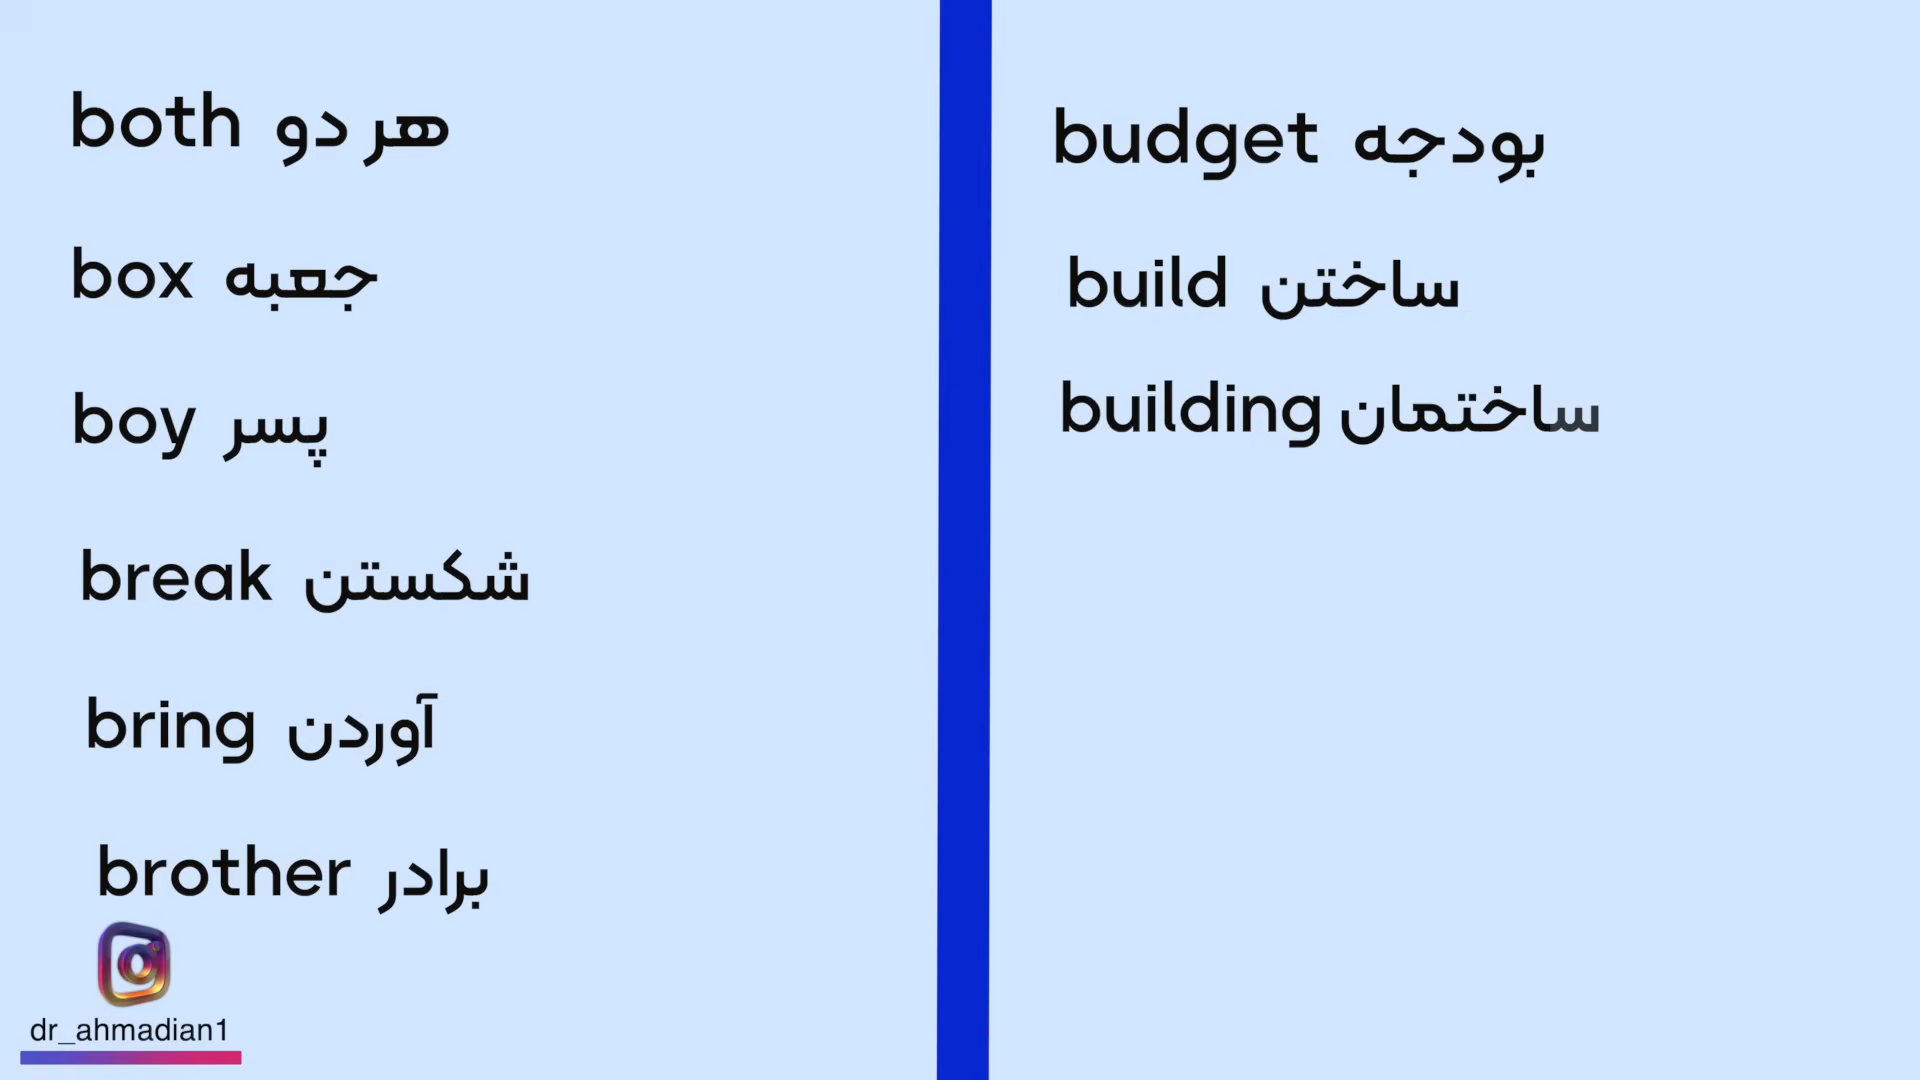 both هر دو
box جعبه
boy پسر
break شکستن
bring آوردن
brother برادر
dr_ahmadian1
budget بودجه
build ساختن
building ساختمان